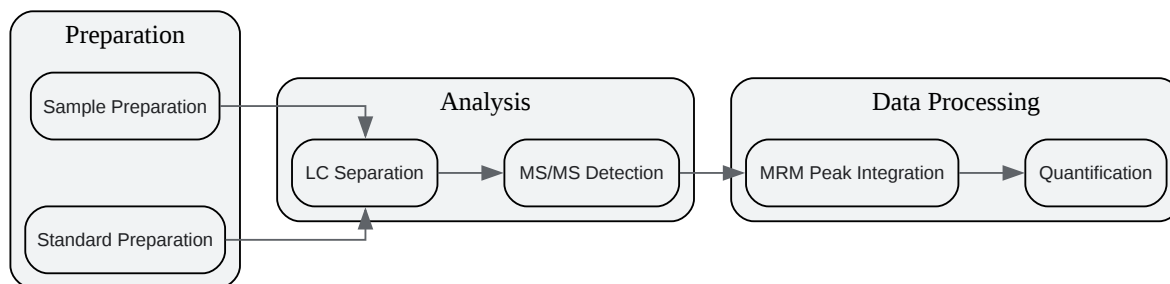 Preparation
Sample Preparation
Standard Preparation
Analysis
LC Separation
MS/MS Detection
Data Processing
MRM Peak Integration
Quantification